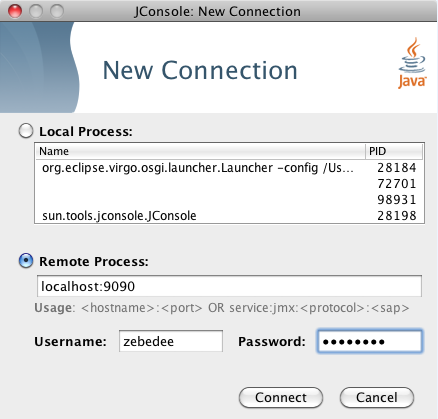 JConsole: New Connection
New Connection
Java
Local Process:
Name PID
org.eclipse.virgo.osgi.launcher.Launcher -config /Us... 28184
72701
98931
sun.tools.jconsole.JConsole 28198
Remote Process:
localhost:9090
Usage: <hostname>:<port> OR service:jmx:<protocol>:<sap>
Username: zebedee Password: ••••••••
Connect Cancel